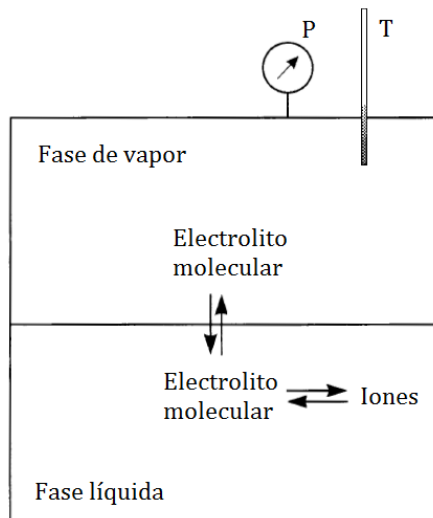 P
T
Fase de vapor
Electrolito
molecular
Electrolito
molecular
Iones
Fase líquida